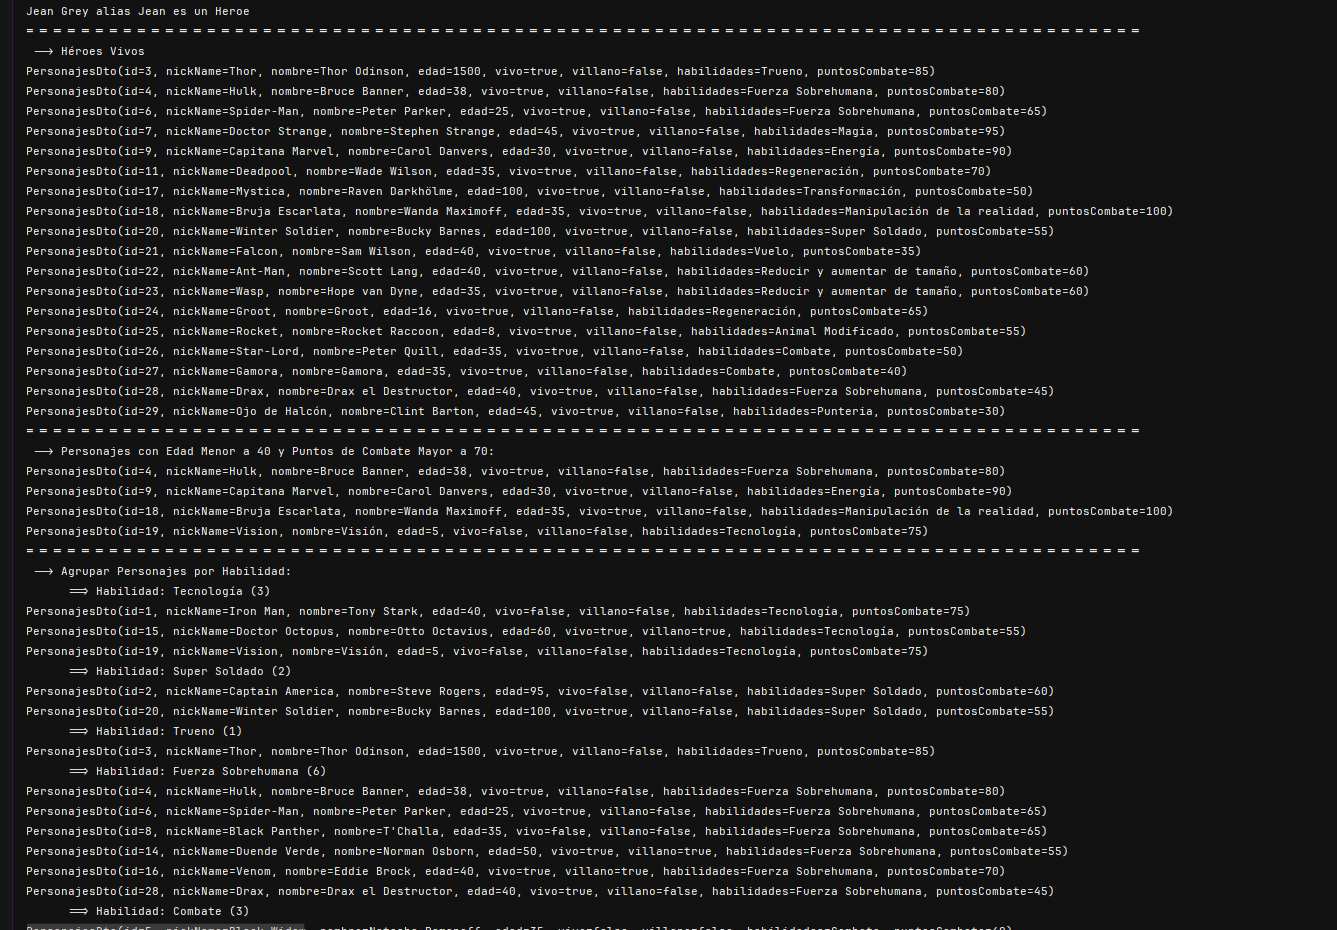 Jean Grey alias Jean es un Heroe
= = = = = = = = = = = = = = = = = = = = = = = = = = = = = = = = = = = = = = = = = = = = = = = = = = = = = = = = = = = = = = = = = = = = = = = = = = = = = = = =
—> Héroes Vivos
PersonajesDto(id=3, nickName=Thor, nombre=Thor Odinson, edad=1500, vivo=true, villano=false, habilidades=Trueno, puntosCombate=85)
PersonajesDto(id=4, nickName=Hulk, nombre=Bruce Banner, edad=38, vivo=true, villano=false, habilidades=Fuerza Sobrehumana, puntosCombate=80)
PersonajesDto(id=6, nickName=Spider-Man, nombre=Peter Parker, edad=25, vivo=true, villano=false, habilidades=Fuerza Sobrehumana, puntosCombate=65)
PersonajesDto(id=7, nickName=Doctor Strange, nombre=Stephen Strange, edad=45, vivo=true, villano=false, habilidades=Magia, puntosCombate=95)
PersonajesDto(id=9, nickName=Capitana Marvel, nombre=Carol Danvers, edad=30, vivo=true, villano=false, habilidades=Energía, puntosCombate=90)
PersonajesDto(id=11, nickName=Deadpool, nombre=Wade Wilson, edad=35, vivo=true, villano=false, habilidades=Regeneración, puntosCombate=70)
PersonajesDto(id=17, nickName=Mystica, nombre=Raven Darkhölme, edad=100, vivo=true, villano=false, habilidades=Transformación, puntosCombate=50)
PersonajesDto(id=18, nickName=Bruja Escarlata, nombre=Wanda Maximoff, edad=35, vivo=true, villano=false, habilidades=Manipulación de la realidad, puntosCombate=100)
PersonajesDto(id=20, nickName=Winter Soldier, nombre=Bucky Barnes, edad=100, vivo=true, villano=false, habilidades=Super Soldado, puntosCombate=55)
PersonajesDto(id=21, nickName=Falcon, nombre=Sam Wilson, edad=40, vivo=true, villano=false, habilidades=Vuelo, puntosCombate=35)
PersonajesDto(id=22, nickName=Ant-Man, nombre=Scott Lang, edad=40, vivo=true, villano=false, habilidades=Reducir y aumentar de tamaño, puntosCombate=60)
PersonajesDto(id=23, nickName=Wasp, nombre=Hope van Dyne, edad=35, vivo=true, villano=false, habilidades=Reducir y aumentar de tamaño, puntosCombate=60)
PersonajesDto(id=24, nickName=Groot, nombre=Groot, edad=16, vivo=true, villano=false, habilidades=Regeneración, puntosCombate=65)
PersonajesDto(id=25, nickName=Rocket, nombre=Rocket Raccoon, edad=8, vivo=true, villano=false, habilidades=Animal Modificado, puntosCombate=55)
PersonajesDto(id=26, nickName=Star-Lord, nombre=Peter Quill, edad=35, vivo=true, villano=false, habilidades=Combate, puntosCombate=50)
PersonajesDto(id=27, nickName=Gamora, nombre=Gamora, edad=35, vivo=true, villano=false, habilidades=Combate, puntosCombate=40)
PersonajesDto(id=28, nickName=Drax, nombre=Drax el Destructor, edad=40, vivo=true, villano=false, habilidades=Fuerza Sobrehumana, puntosCombate=45)
PersonajesDto(id=29, nickName=Ojo de Halcón, nombre=Clint Barton, edad=45, vivo=true, villano=false, habilidades=Punteria, puntosCombate=30)
= = = = = = = = = = = = = = = = = = = = = = = = = = = = = = = = = = = = = = = = = = = = = = = = = = = = = = = = = = = = = = = = = = = = = = = = = = = = = = = =
—> Personajes con Edad Menor a 40 y Puntos de Combate Mayor a 70:
PersonajesDto(id=4, nickName=Hulk, nombre=Bruce Banner, edad=38, vivo=true, villano=false, habilidades=Fuerza Sobrehumana, puntosCombate=80)
PersonajesDto(id=9, nickName=Capitana Marvel, nombre=Carol Danvers, edad=30, vivo=true, villano=false, habilidades=Energía, puntosCombate=90)
PersonajesDto(id=18, nickName=Bruja Escarlata, nombre=Wanda Maximoff, edad=35, vivo=true, villano=false, habilidades=Manipulación de la realidad, puntosCombate=100)
PersonajesDto(id=19, nickName=Vision, nombre=Visión, edad=5, vivo=false, villano=false, habilidades=Tecnología, puntosCombate=75)
= = = = = = = = = = = = = = = = = = = = = = = = = = = = = = = = = = = = = = = = = = = = = = = = = = = = = = = = = = = = = = = = = = = = = = = = = = = = = = = =
—> Agrupar Personajes por Habilidad:
==> Habilidad: Tecnología (3)
PersonajesDto(id=1, nickName=Iron Man, nombre=Tony Stark, edad=40, vivo=false, villano=false, habilidades=Tecnología, puntosCombate=75)
PersonajesDto(id=15, nickName=Doctor Octopus, nombre=Otto Octavius, edad=60, vivo=true, villano=true, habilidades=Tecnología, puntosCombate=55)
PersonajesDto(id=19, nickName=Vision, nombre=Visión, edad=5, vivo=false, villano=false, habilidades=Tecnología, puntosCombate=75)
==> Habilidad: Super Soldado (2)
PersonajesDto(id=2, nickName=Captain America, nombre=Steve Rogers, edad=95, vivo=false, villano=false, habilidades=Super Soldado, puntosCombate=60)
PersonajesDto(id=20, nickName=Winter Soldier, nombre=Bucky Barnes, edad=100, vivo=true, villano=false, habilidades=Super Soldado, puntosCombate=55)
==> Habilidad: Trueno (1)
PersonajesDto(id=3, nickName=Thor, nombre=Thor Odinson, edad=1500, vivo=true, villano=false, habilidades=Trueno, puntosCombate=85)
==> Habilidad: Fuerza Sobrehumana (6)
PersonajesDto(id=4, nickName=Hulk, nombre=Bruce Banner, edad=38, vivo=true, villano=false, habilidades=Fuerza Sobrehumana, puntosCombate=80)
PersonajesDto(id=6, nickName=Spider-Man, nombre=Peter Parker, edad=25, vivo=true, villano=false, habilidades=Fuerza Sobrehumana, puntosCombate=65)
PersonajesDto(id=8, nickName=Black Panther, nombre=T'Challa, edad=35, vivo=false, villano=false, habilidades=Fuerza Sobrehumana, puntosCombate=65)
PersonajesDto(id=14, nickName=Duende Verde, nombre=Norman Osborn, edad=50, vivo=true, villano=true, habilidades=Fuerza Sobrehumana, puntosCombate=55)
PersonajesDto(id=16, nickName=Venom, nombre=Eddie Brock, edad=40, vivo=true, villano=true, habilidades=Fuerza Sobrehumana, puntosCombate=70)
PersonajesDto(id=28, nickName=Drax, nombre=Drax el Destructor, edad=40, vivo=true, villano=false, habilidades=Fuerza Sobrehumana, puntosCombate=45)
==> Habilidad: Combate (3)